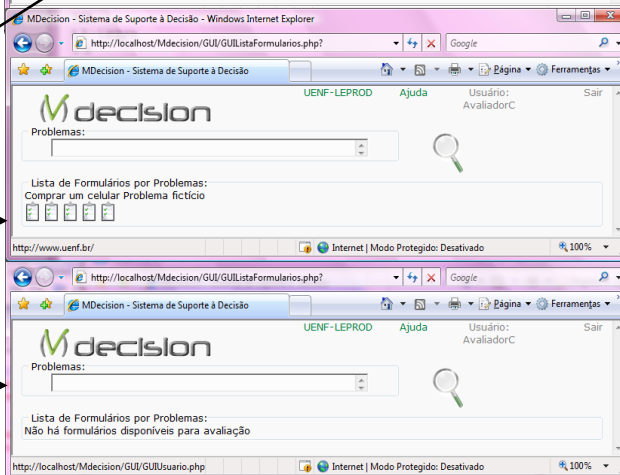 MDecision - Sistema de Suporte à Decisão - Windows Internet Explorer
http://localhost/Mdecision/GUI/GUIListaFormularios.php?
Google
MDecision - Sistema de Suporte à Decisão
Página
Ferramentas
Mdecision
UENF-LEPROD
Ajuda
Usuário:
AvaliadorC
Sair
Problemas:
Lista de Formulários por Problemas:
Comprar um celular Problema fictício
http://www.uenf.br/
Internet | Modo Protegido: Desativado
100%
http://localhost/Mdecision/GUI/GUIListaFormularios.php?
Google
MDecision - Sistema de Suporte à Decisão
Página
Ferramentas
Mdecision
UENF-LEPROD
Ajuda
Usuário:
AvaliadorC
Sair
Problemas:
Lista de Formulários por Problemas:
Não há formulários disponíveis para avaliação
http://localhost/Mdecision/GUI/GUIUsuario.php
Internet | Modo Protegido: Desativado
100%